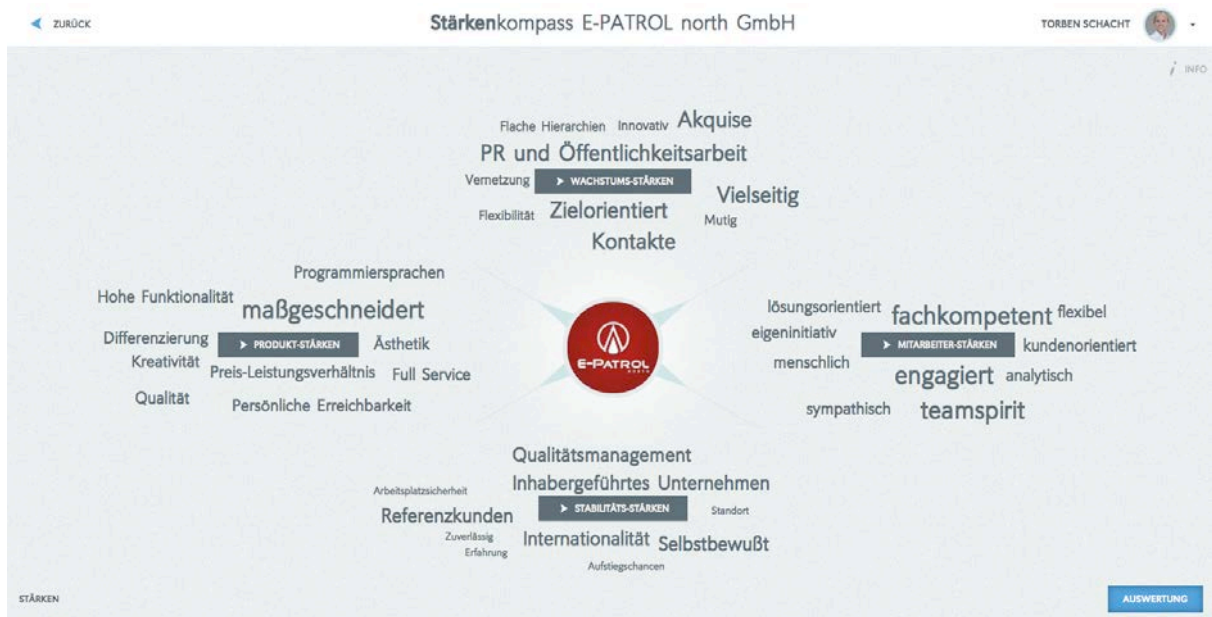 ZURÜCK
Stärkenkompass E-PATROL north GmbH
TORBEN SCHACHT
INFO
Flache Hierarchien Innovativ Akquise
PR und Öffentlichkeitsarbeit
Vernetzung WACHSTUMS-STÄRKEN
Vielseitig
Flexibilität Zielorientiert Mutig
Kontakte
Programmiersprachen
Hohe Funktionalität maßgeschneidert
Differenzierung PRODUKT-STÄRKEN Ästhetik
Kreativität Preis-Leistungsverhältnis Full Service
Qualität Persönliche Erreichbarkeit
E-PATROL
NORTH
lösungsorientiert fachkompetent flexibel
eigeninitiativ MITARBEITER-STÄRKEN kundenorientiert
menschlich engagiert analytisch
sympathisch teamspirit
Qualitätsmanagement
Arbeitsplatzsicherheit Inhabergeführtes Unternehmen
Referenzkunden STABILITÄTS-STÄRKEN Standort
Zuverlässig Internationalität Selbstbewußt
Erfahrung
Aufstiegschancen
STÄRKEN
AUSWERTUNG